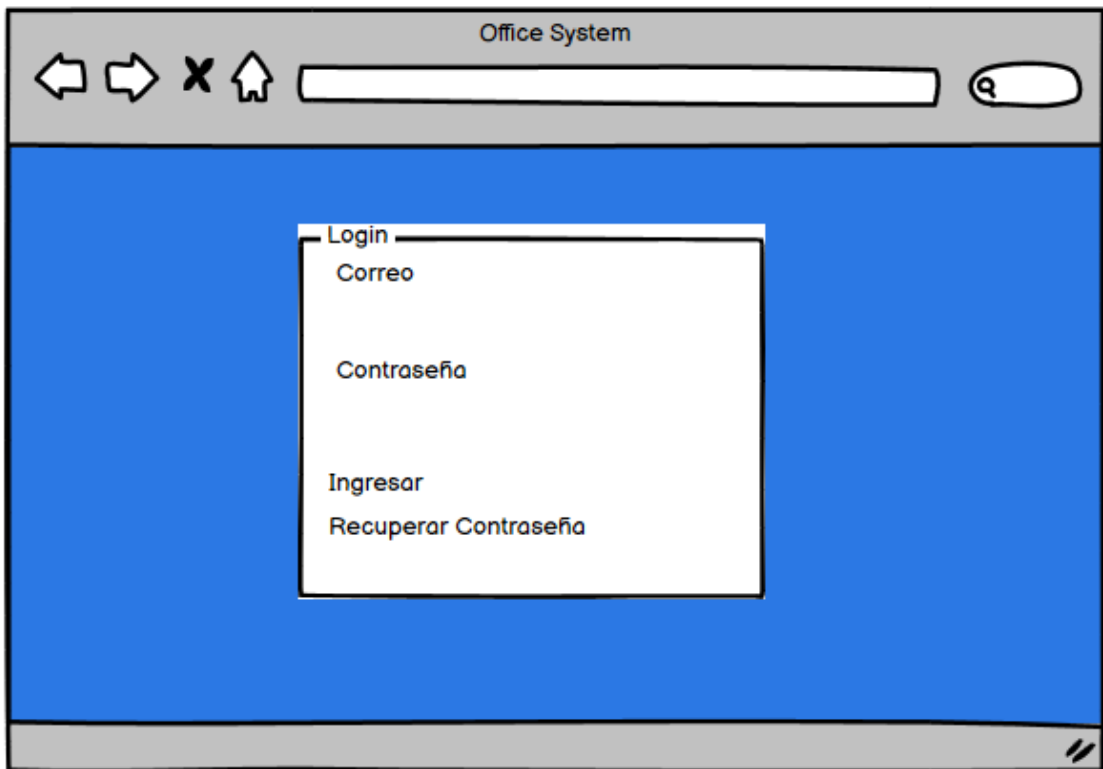 Office System
Login
Correo
Contraseña
Ingresar
Recuperar Contraseña